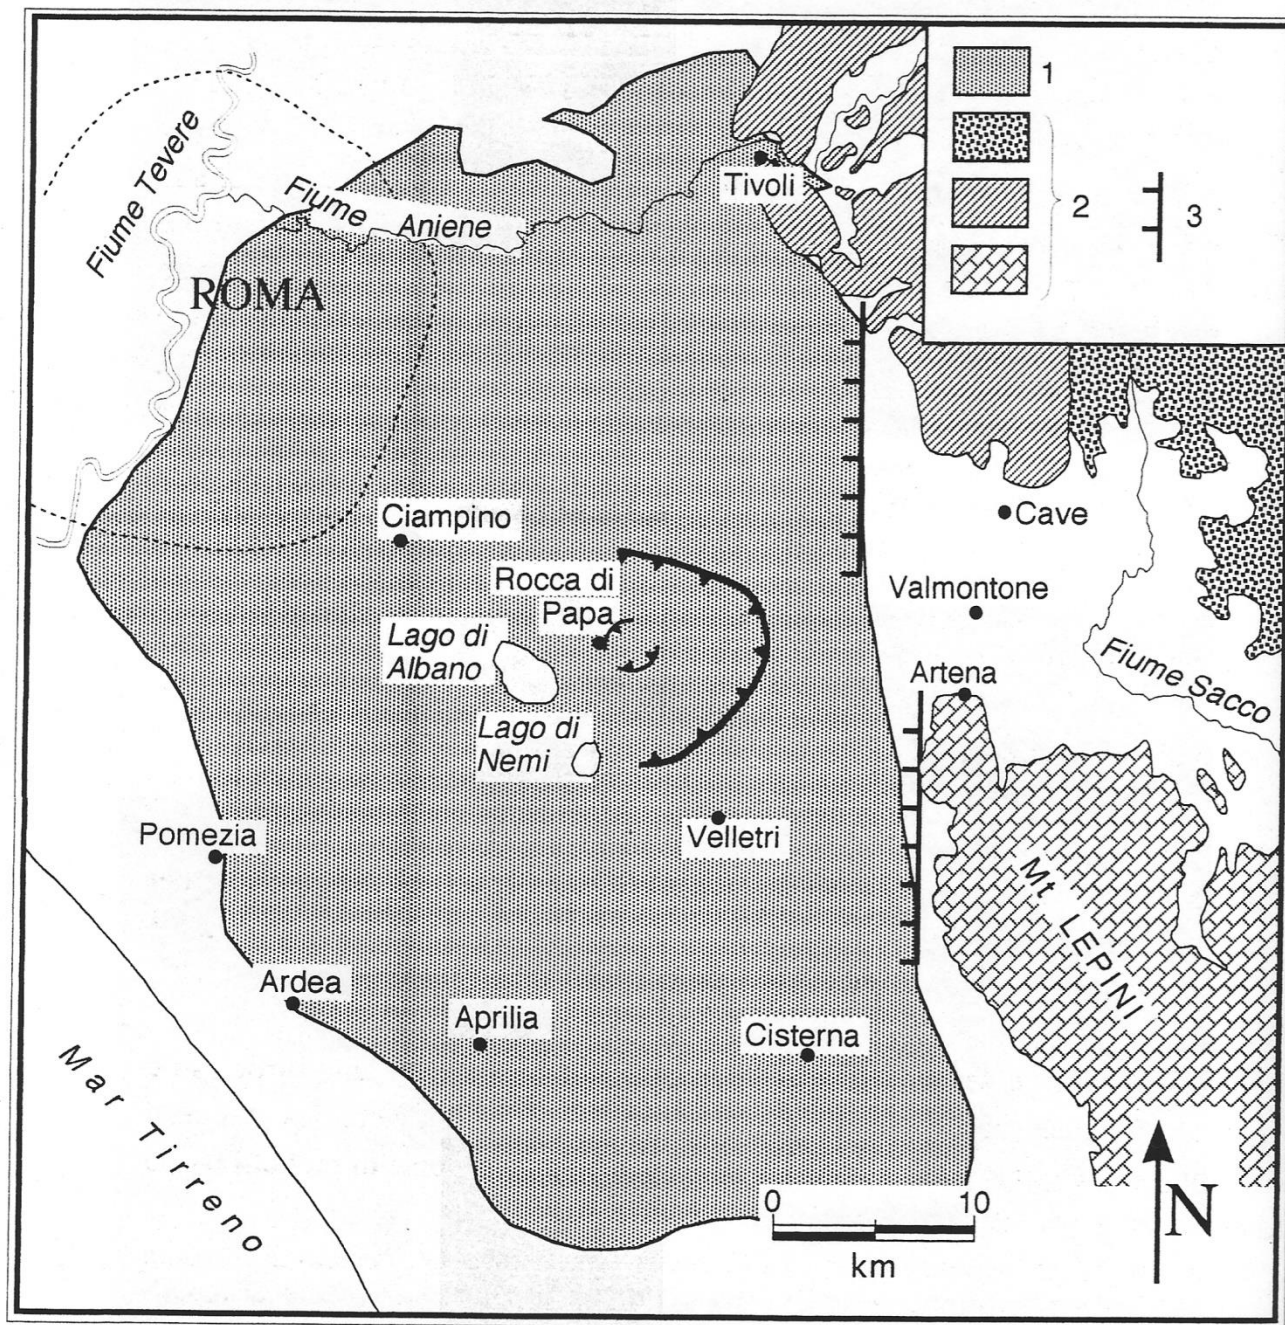 1
2
3
Fiume Tevere
Tivoli
Fiume Aniene
ROMA
Ciampino
Cave
Rocca di
Papa
Valmontone
Lago di
Albano
Fiume Sacco
Artena
Lago di
Nemi
Pomezia
Velletri
Mt LEPINI
Ardea
Aprilia
Cisterna
Mar Tirreno
0 10
km
N